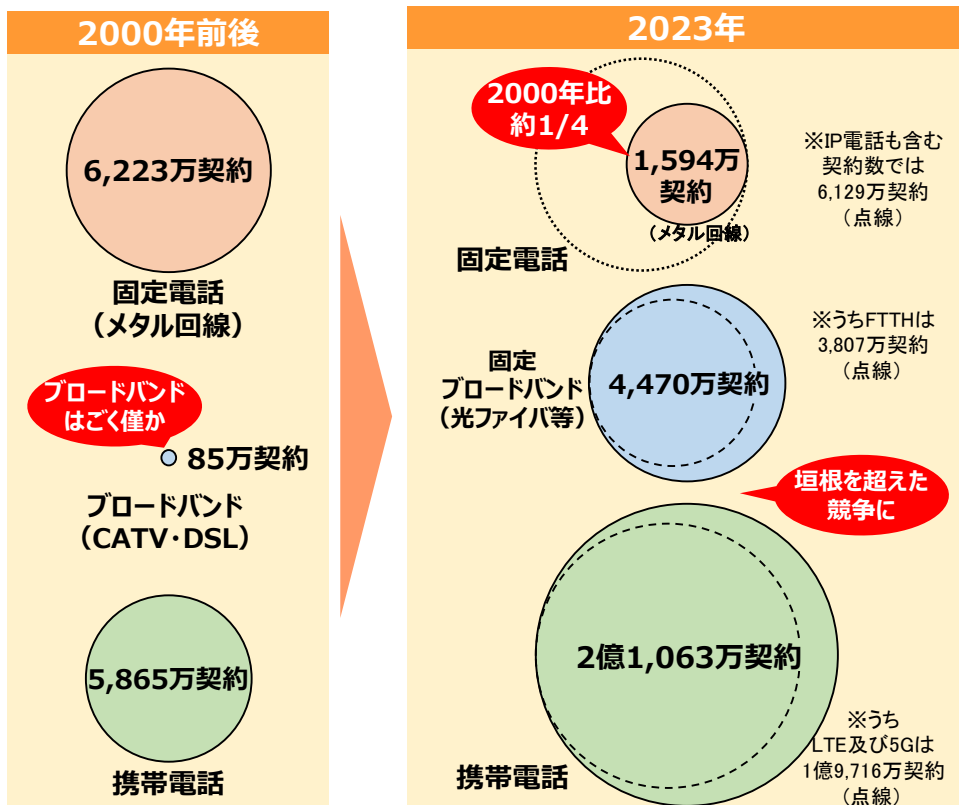 2000年前後
6,223万契約
固定電話
（メタル回線）
ブロードバンド
はごく僅か
85万契約
ブロードバンド
（CATV・DSL）
5,865万契約
携帯電話
2023年
2000年比
約1/4
1,594万
契約
（メタル回線）
固定電話
※IP電話も含む
契約数では
6,129万契約
（点線）
固定
ブロードバンド
（光ファイバ等）
4,470万契約
※うちFTTHは
3,807万契約
（点線）
垣根を超えた
競争に
2億1,063万契約
携帯電話
※うち
LTE及び5Gは
1億9,716万契約
（点線）